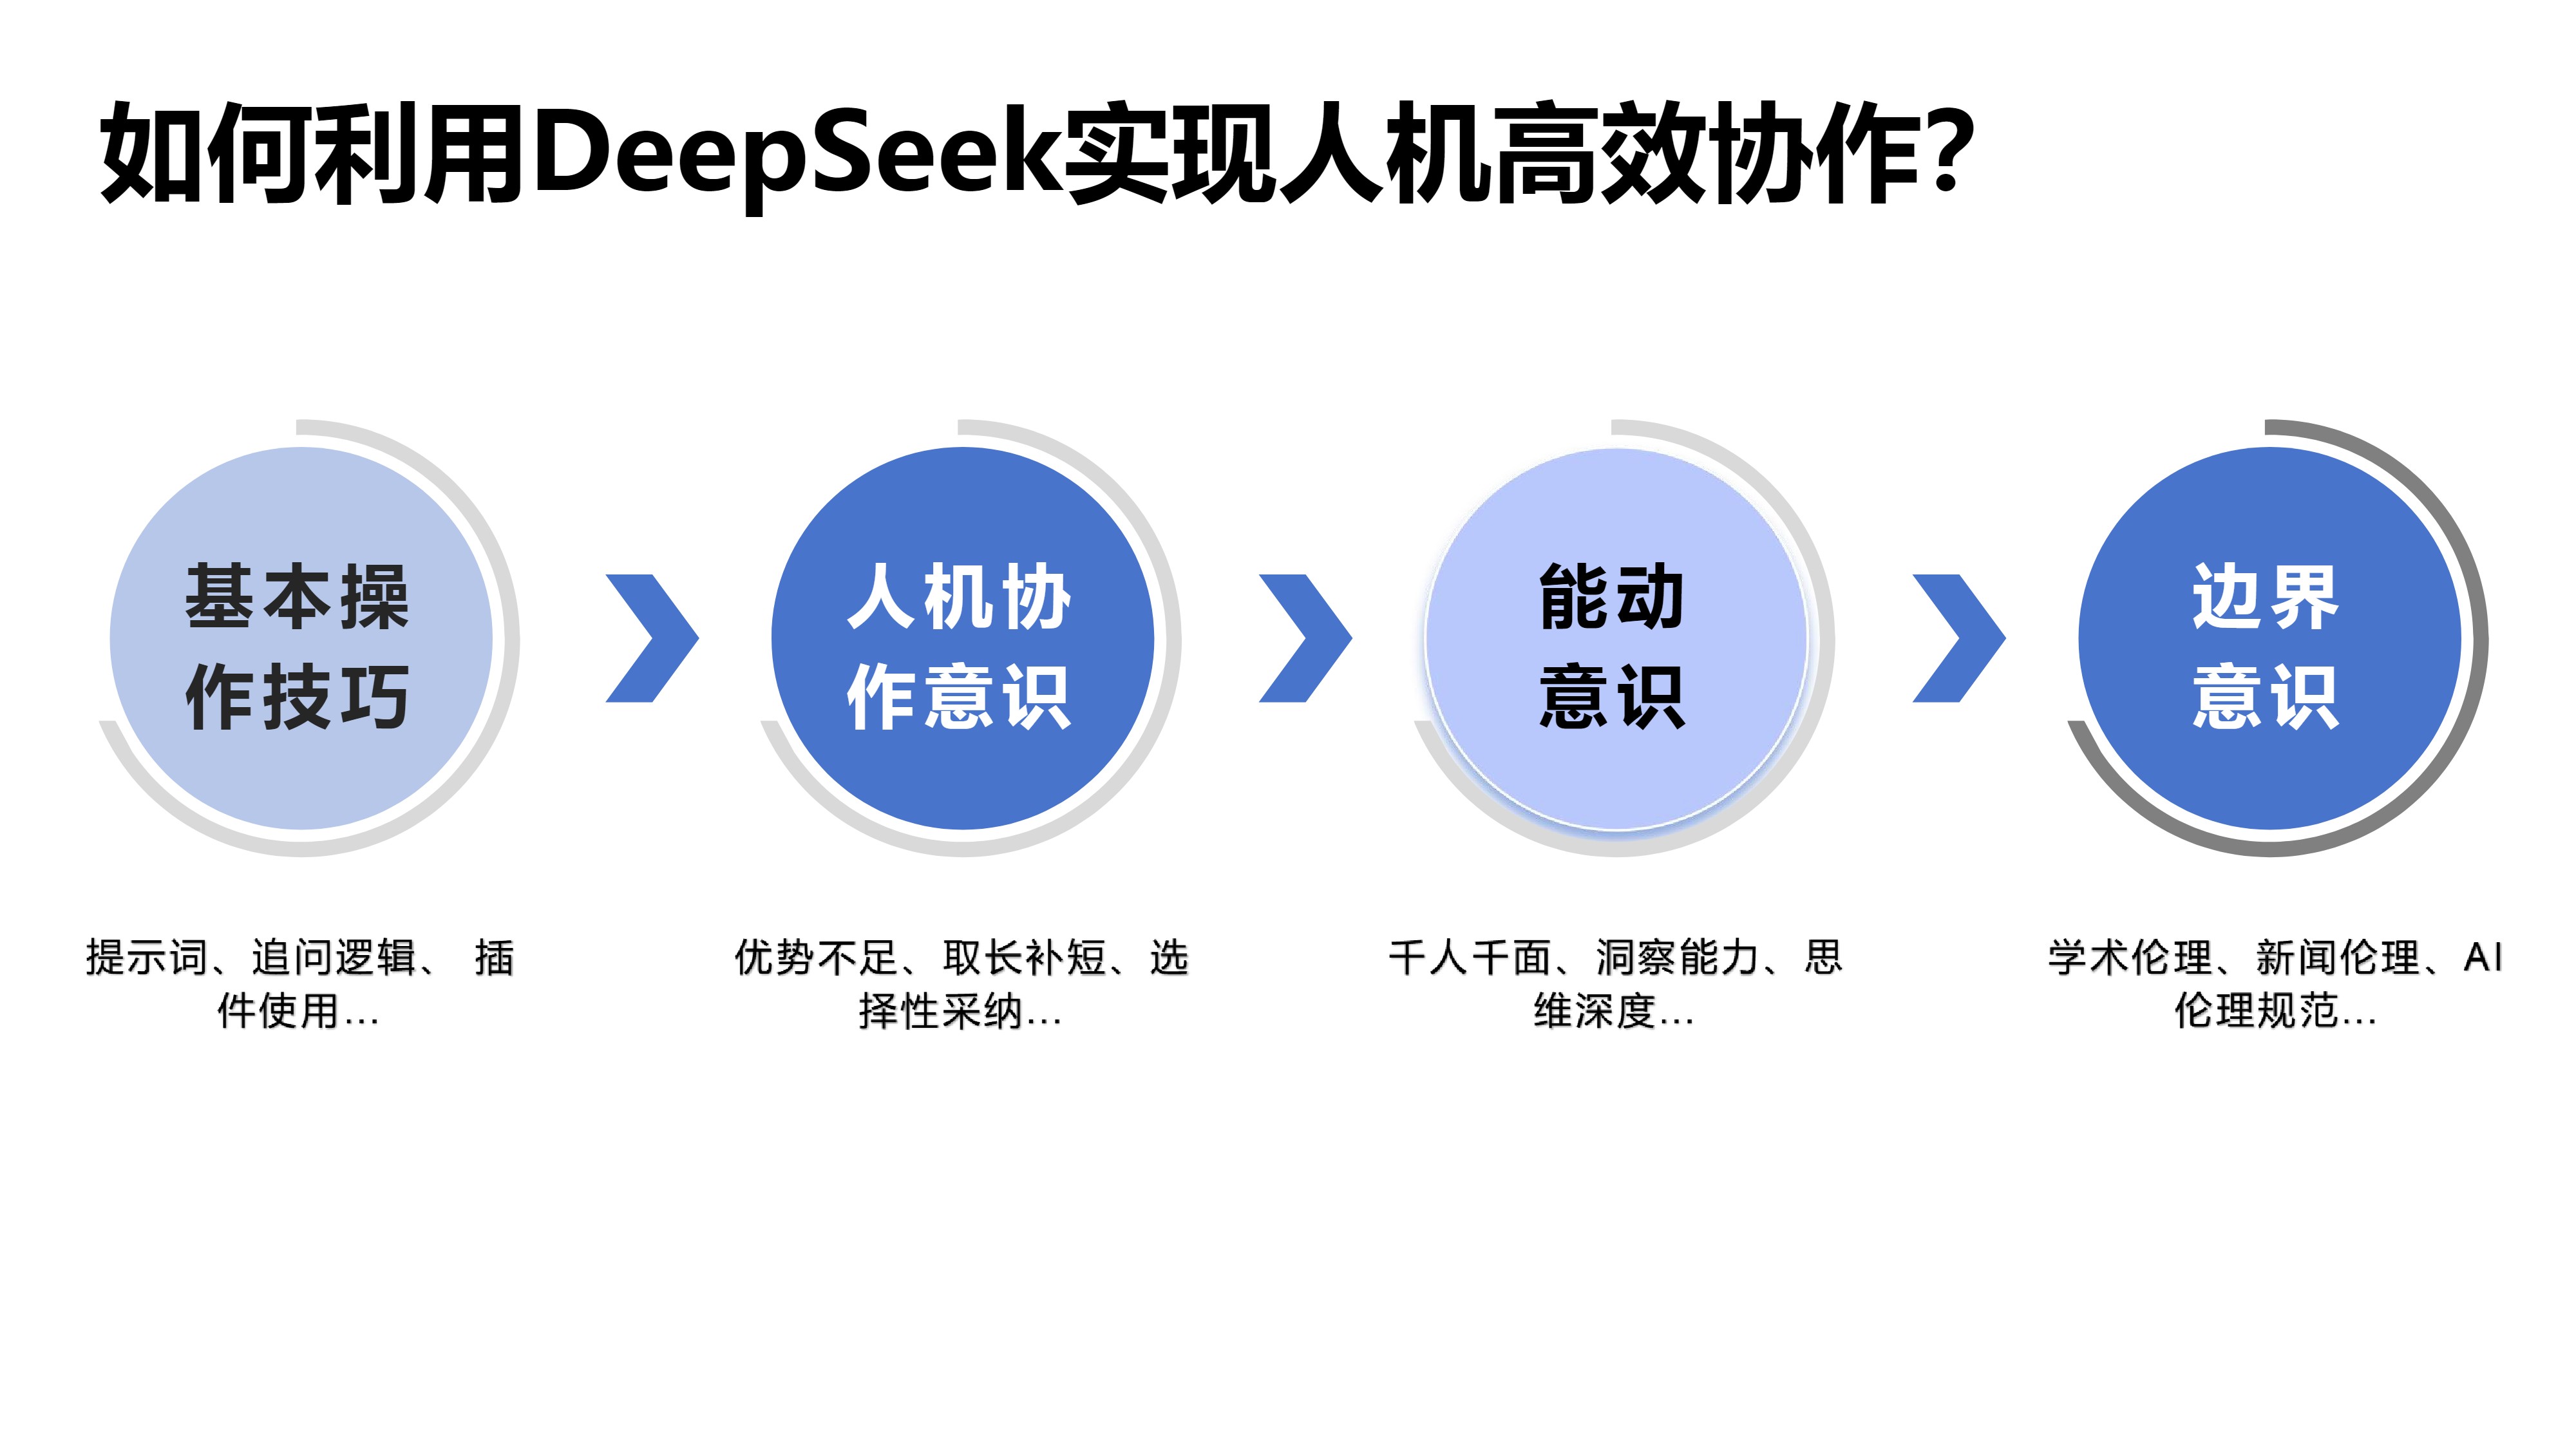 如何利用DeepSeek实现人机高效协作？
基本操
作技巧
人机协
作意识
能动
意识
边界
意识
提示词、追问逻辑、 插
件使用…
优势不足、取长补短、选
择性采纳…
千人千面、洞察能力、思
维深度…
学术伦理、新闻伦理、AI
伦理规范…